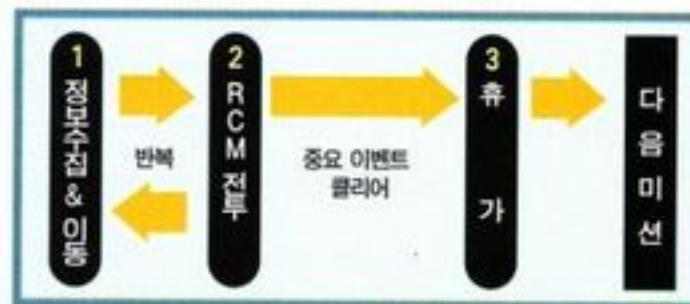 1 정보수집 & 이동
반복
2 RCM 전투
중요 이벤트
클리어
3 휴가
다음미션